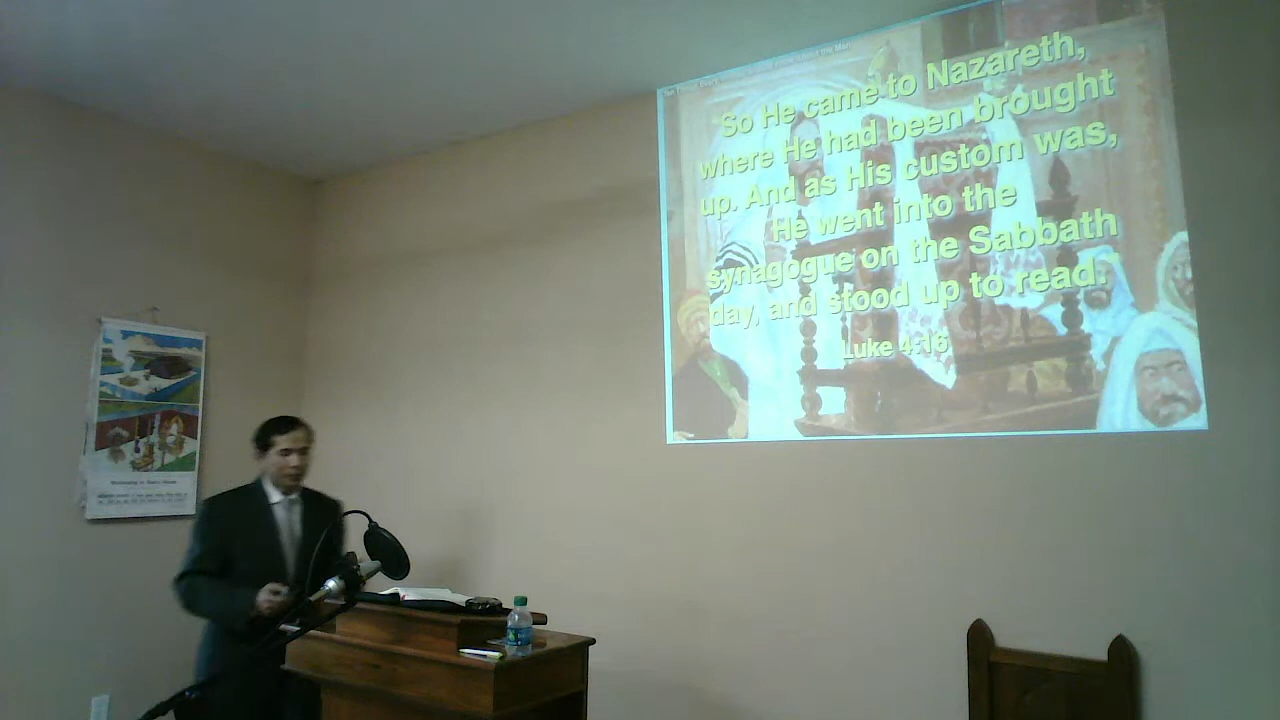 So He came to Nazareth,
where He had been brought
up. And as His custom was,
He went into the
synagogue on the Sabbath
day, and stood up to read.
Luke 4:16